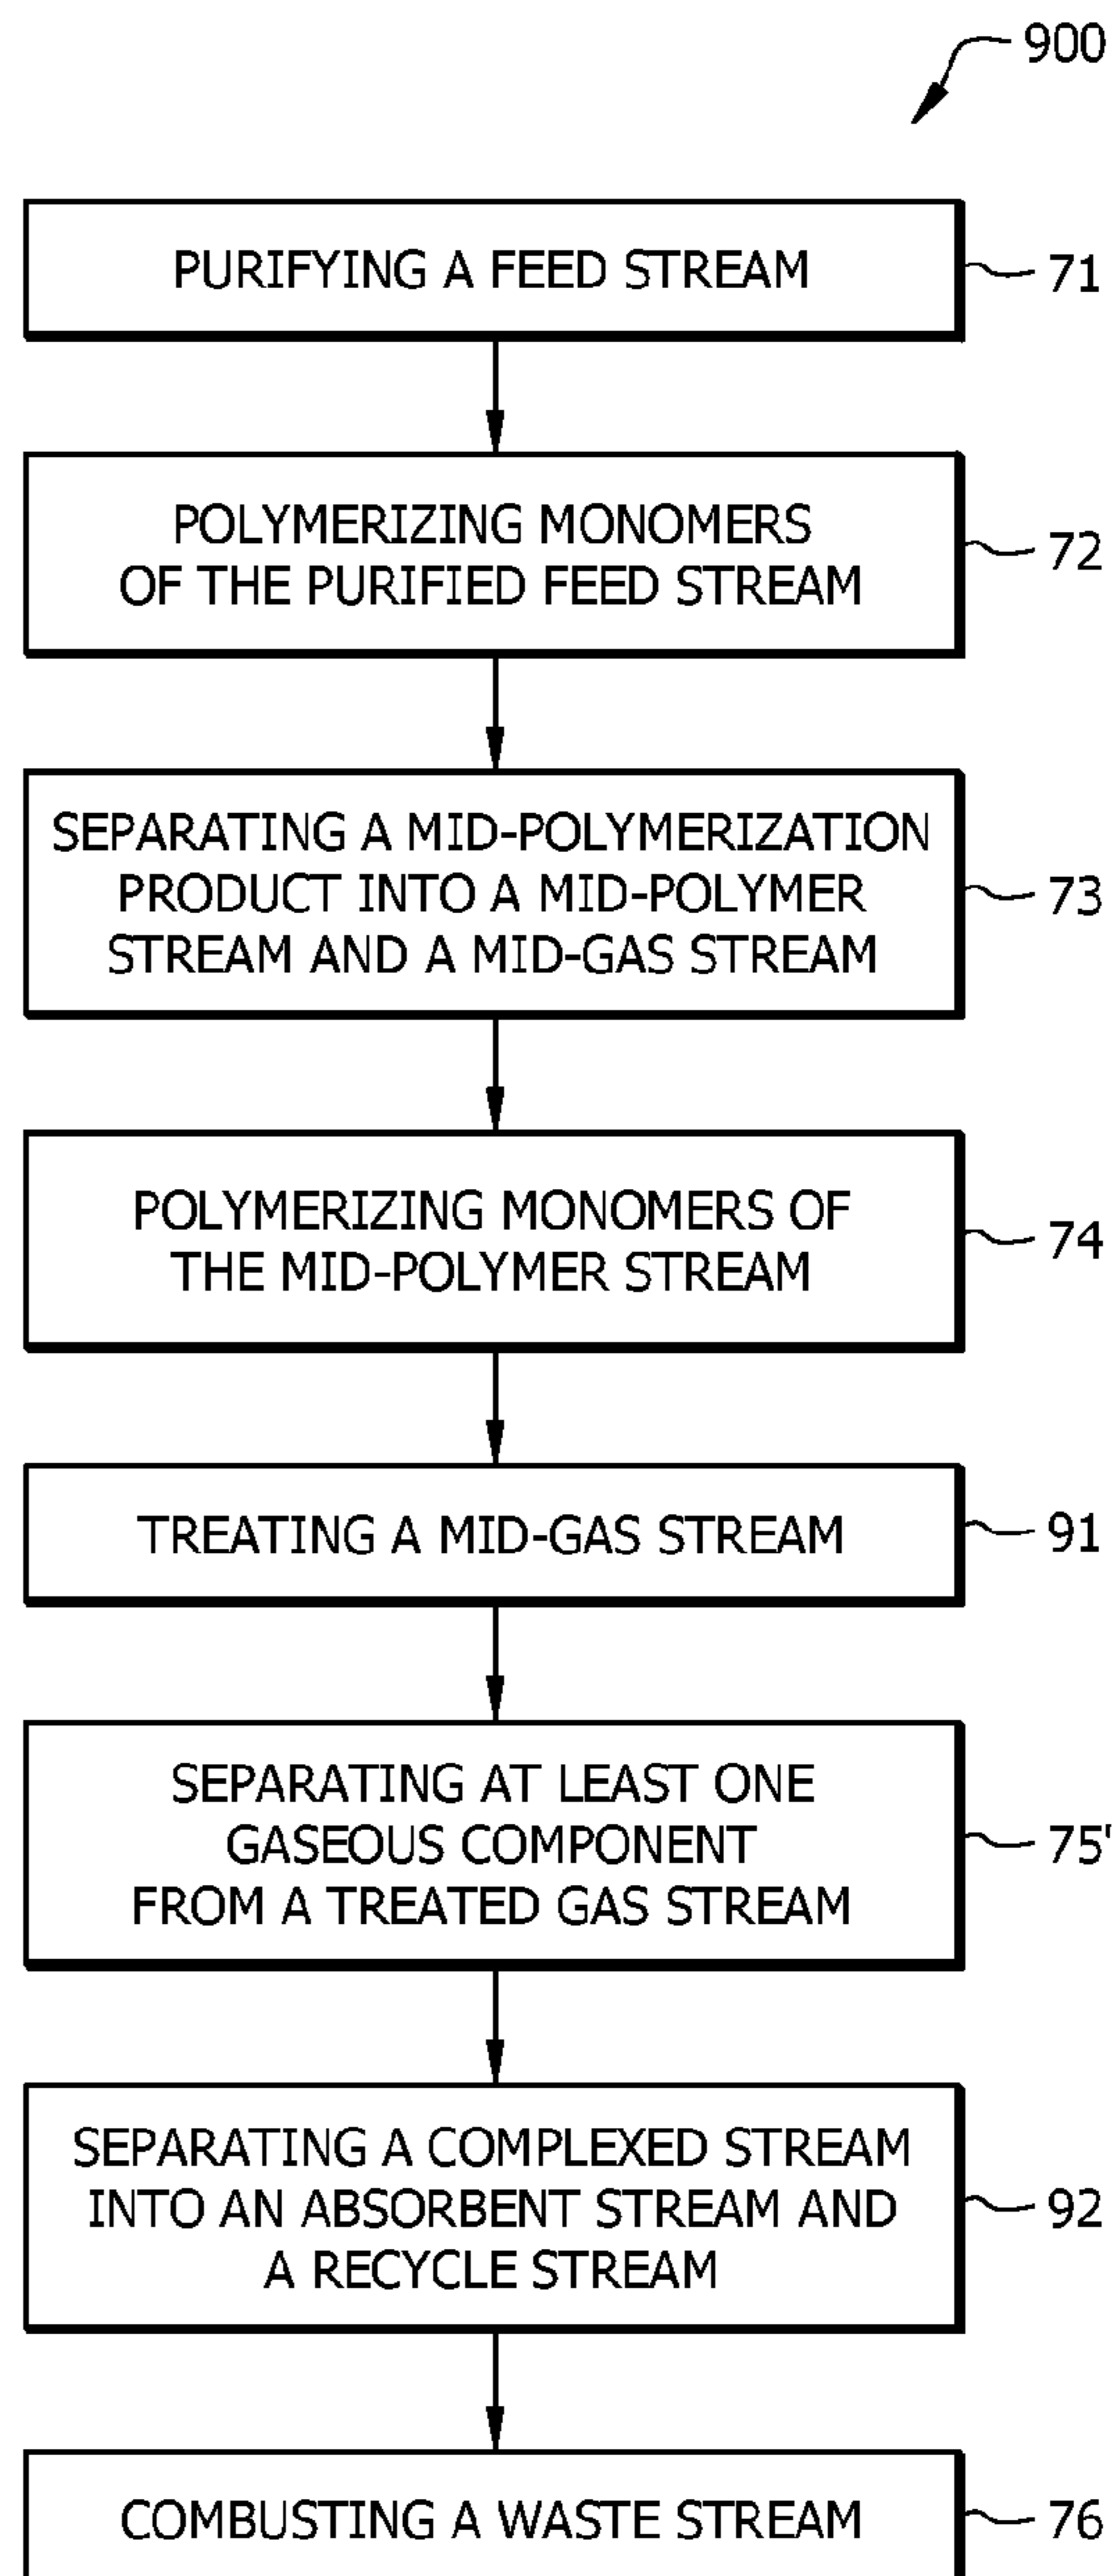 900
PURIFYING A FEED STREAM
71
POLYMERIZING MONOMERS
OF THE PURIFIED FEED STREAM
72
SEPARATING A MID-POLYMERIZATION
PRODUCT INTO A MID-POLYMER
STREAM AND A MID-GAS STREAM
73
POLYMERIZING MONOMERS OF
THE MID-POLYMER STREAM
74
TREATING A MID-GAS STREAM
91
SEPARATING AT LEAST ONE
GASEOUS COMPONENT
FROM A TREATED GAS STREAM
75'
SEPARATING A COMPLEXED STREAM
INTO AN ABSORBENT STREAM AND
A RECYCLE STREAM
92
COMBUSTING A WASTE STREAM
76